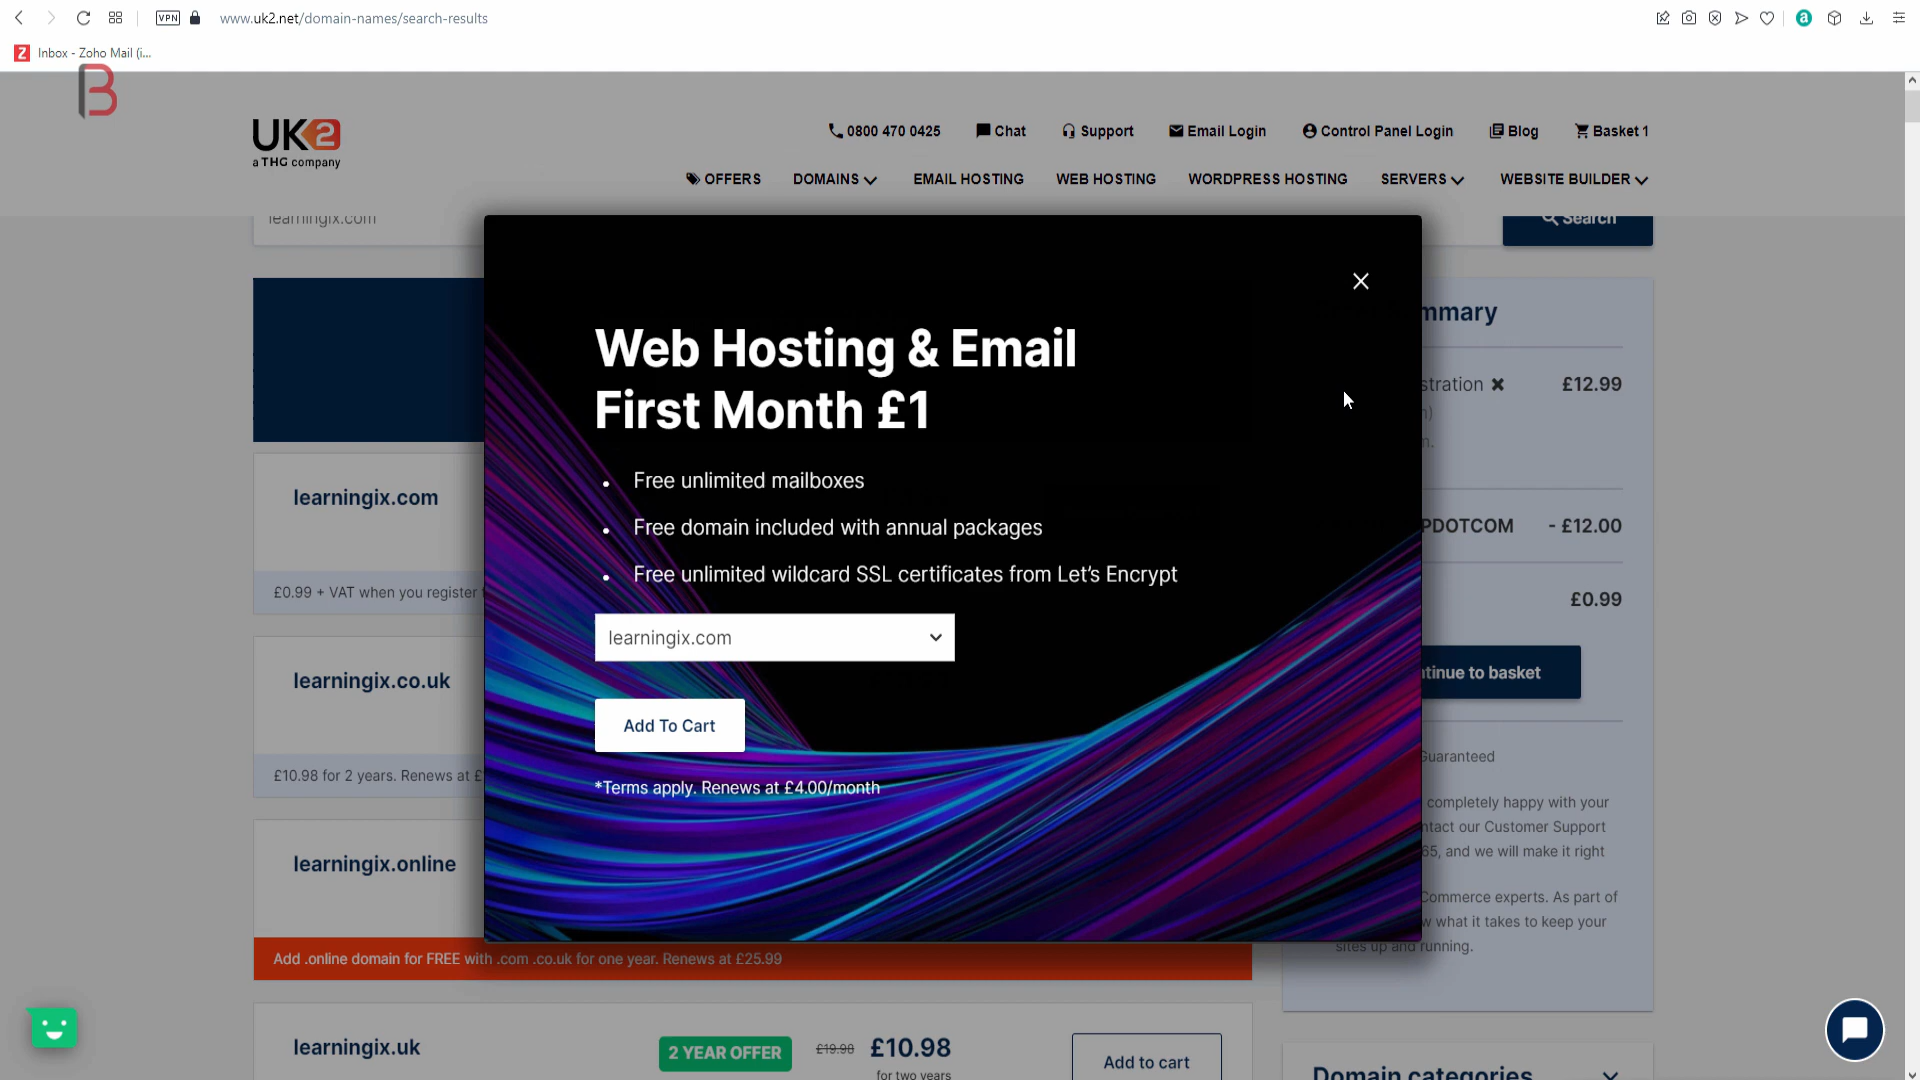 VPN
www.uk2.net/domain-names/search-results
a
Z Inbox - Zoho Mail (i...
B
UK2
a THG company
0800 470 0425 Chat Support Email Login Control Panel Login Blog Basket 1
OFFERS DOMAINS EMAIL HOSTING WEB HOSTING WORDPRESS HOSTING SERVERS WEBSITE BUILDER
learningix.com
Search
Web Hosting & Email
First Month £1
• Free unlimited mailboxes
• Free domain included with annual packages
• Free unlimited wildcard SSL certificates from Let's Encrypt
learningix.com
Add To Cart
*Terms apply. Renews at £4.00/month
learningix.com
£0.99 + VAT when you register
learningix.co.uk
£10.98 for 2 years. Renews at £
learningix.online
Add .online domain for FREE with .com .co.uk for one year. Renews at £25.99
learningix.uk
2 YEAR OFFER £19.98 £10.98
for two years
Add to cart
mmary
stration £12.99
PDOTCOM - £12.00
£0.99
tinue to basket
Guaranteed
completely happy with your
ntact our Customer Support
65, and we will make it right
Commerce experts. As part of
w what it takes to keep your
sites up and running.
Domain categories